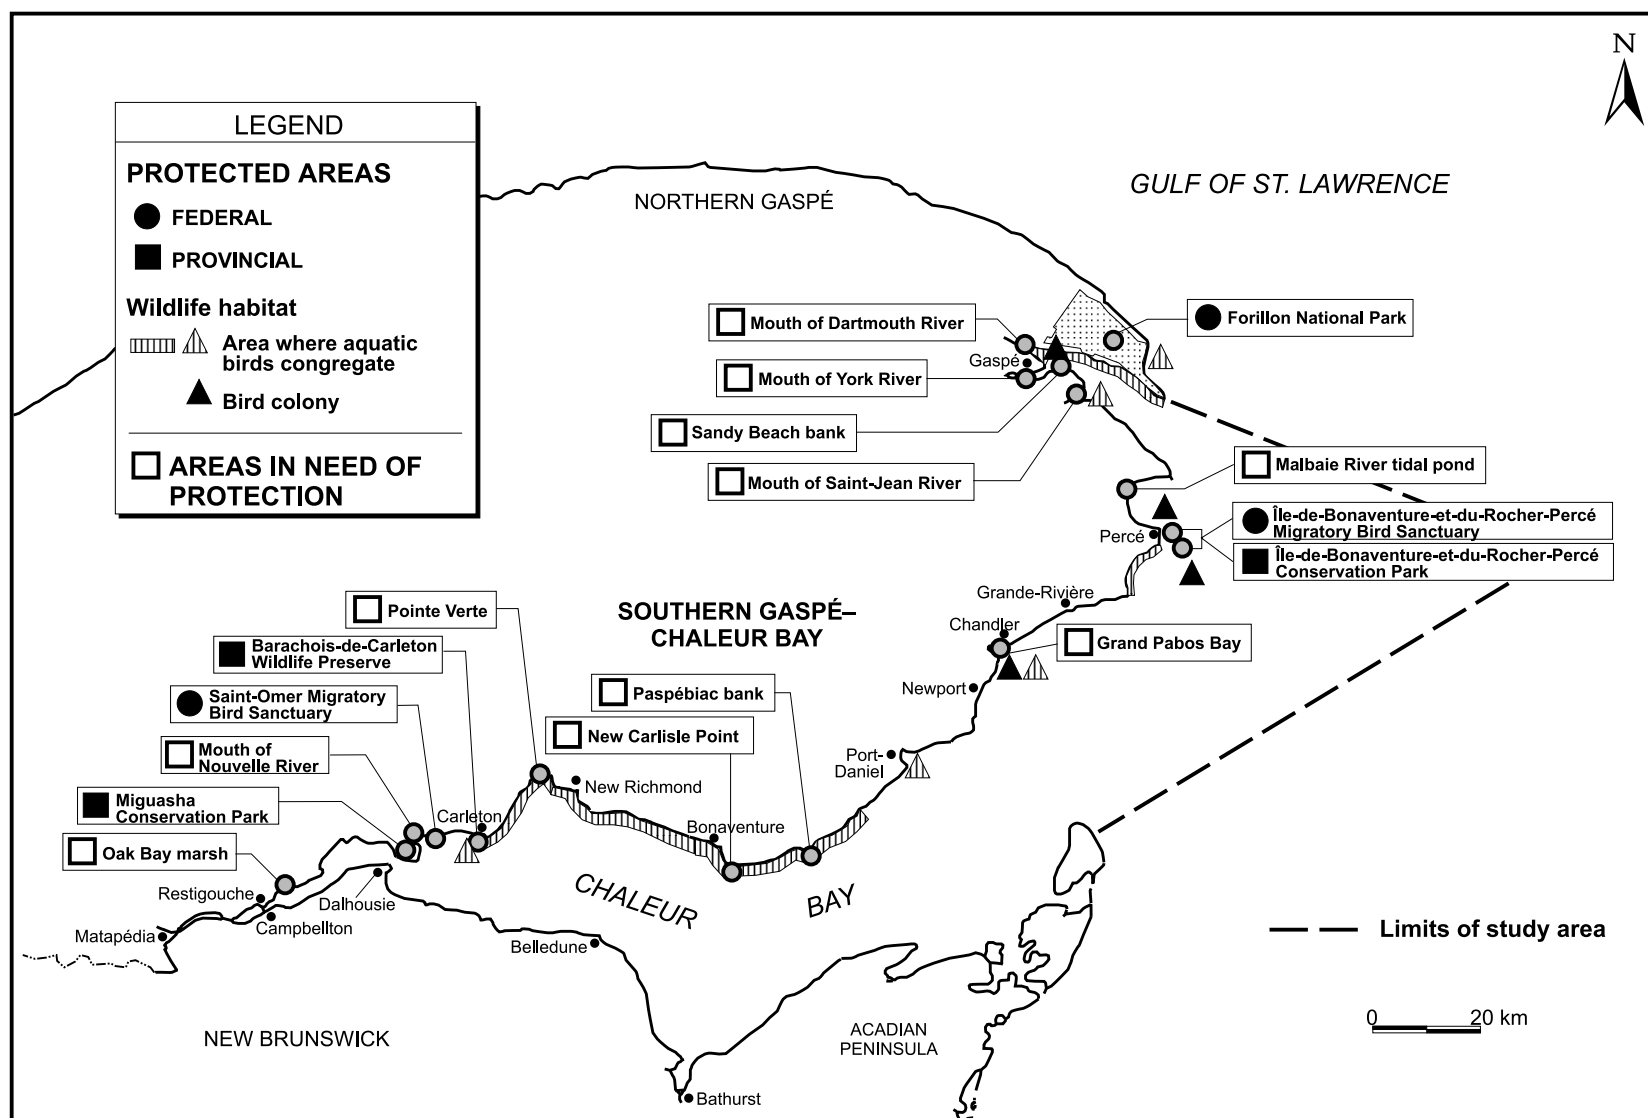 N
LEGEND
PROTECTED AREAS
FEDERAL
PROVINCIAL
Wildlife habitat
Area where aquatic
birds congregate
Bird colony
AREAS IN NEED OF
PROTECTION
NORTHERN GASPÉ
GULF OF ST. LAWRENCE
Mouth of Dartmouth River
Forillon National Park
Gaspé
Mouth of York River
Sandy Beach bank
Mouth of Saint-Jean River
Malbaie River tidal pond
Percé
Île-de-Bonaventure-et-du-Rocher-Percé
Migratory Bird Sanctuary
Île-de-Bonaventure-et-du-Rocher-Percé
Conservation Park
Grande-Rivière
Chandler
Grand Pabos Bay
Newport
SOUTHERN GASPÉ–
CHALEUR BAY
Pointe Verte
Barachois-de-Carleton
Wildlife Preserve
Saint-Omer Migratory
Bird Sanctuary
Paspébiac bank
New Carlisle Point
Mouth of
Nouvelle River
Port-
Daniel
New Richmond
Miguasha
Conservation Park
Carleton
Bonaventure
Oak Bay marsh
Restigouche
Dalhousie
CHALEUR
BAY
Campbellton
Matapédia
Belledune
Limits of study area
NEW BRUNSWICK
ACADIAN
PENINSULA
0 20 km
Bathurst